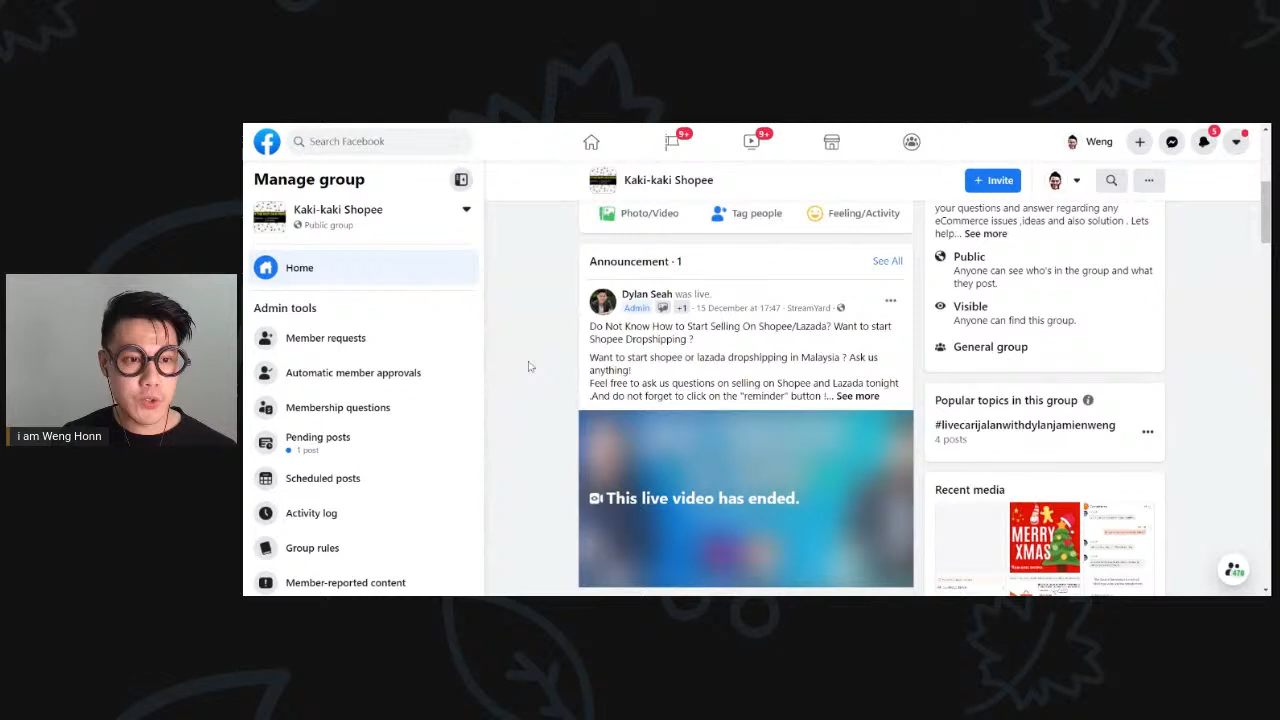 Search Facebook
9+
9+
Weng
5
Manage group
Kaki-kaki Shopee
Public group
Home
Admin tools
Member requests
Automatic member approvals
Membership questions
Pending posts
1 post
Scheduled posts
Activity log
Group rules
Member-reported content
Kaki-kaki Shopee
+ Invite
Photo/Video
Tag people
Feeling/Activity
Announcement · 1
See All
Dylan Seah was live.
Admin +1 · 15 December at 17:47 · StreamYard ·
Do Not Know How to Start Selling On Shopee/Lazada? Want to start
Shopee Dropshipping ?
Want to start shopee or lazada dropshipping in Malaysia ? Ask us
anything!
Feel free to ask us questions on selling on Shopee and Lazada tonight
.And do not forget to click on the "reminder" button !... See more
This live video has ended.
your questions and answer regarding any
eCommerce issues ,ideas and also solution . Lets
help... See more
Public
Anyone can see who's in the group and what
they post.
Visible
Anyone can find this group.
General group
Popular topics in this group
#livecarijalanwithdylanjamienweng
4 posts
Recent media
MERRY
XMAS
478
i am Weng Honn